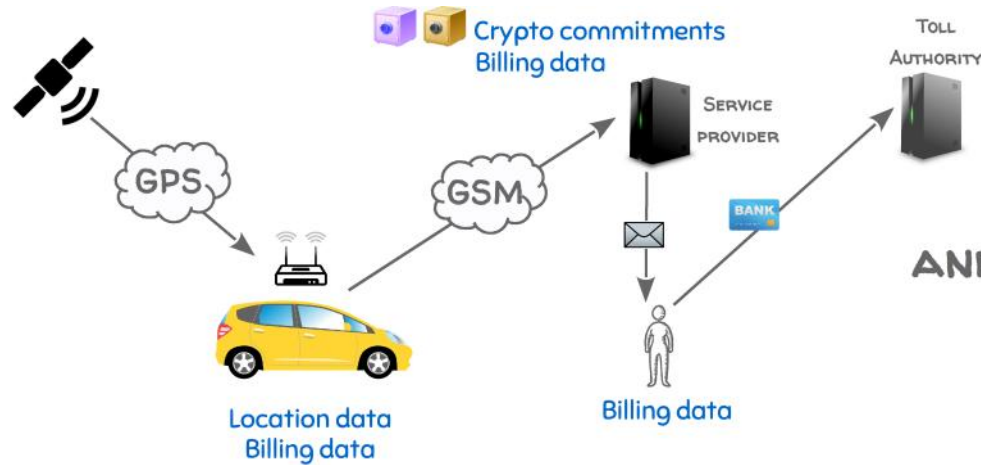 Crypto commitments
Billing data
TOLL
AUTHORITY
SERVICE
PROVIDER
GPS
GSM
BANK
Location data
Billing data
Billing data